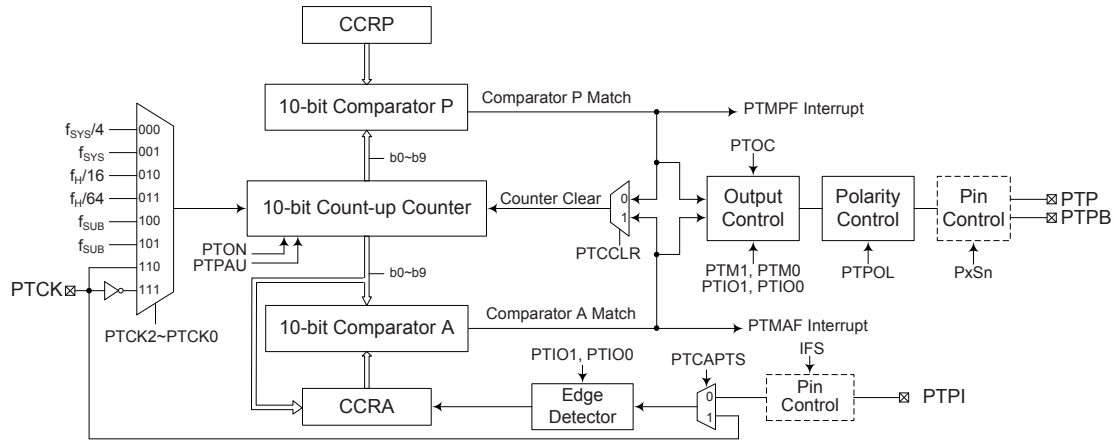 CCRP
10-bit Comparator P
Comparator P Match
PTMPF Interrupt
fSYS/4
000
fSYS
001
fH/16
010
fH/64
011
fSUB
100
fSUB
101
110
111
PTCK
PTCK2~PTCK0
b0~b9
10-bit Count-up Counter
PTON
PTPAU
Counter Clear
0
1
PTCCLR
PTOC
Output
Control
PTM1, PTM0
PTIO1, PTIO0
Polarity
Control
PTPOL
Pin
Control
PxSn
PTP
PTPB
b0~b9
10-bit Comparator A
Comparator A Match
PTMAF Interrupt
CCRA
PTIO1, PTIO0
Edge
Detector
PTCAPTS
0
1
IFS
Pin
Control
PTPI